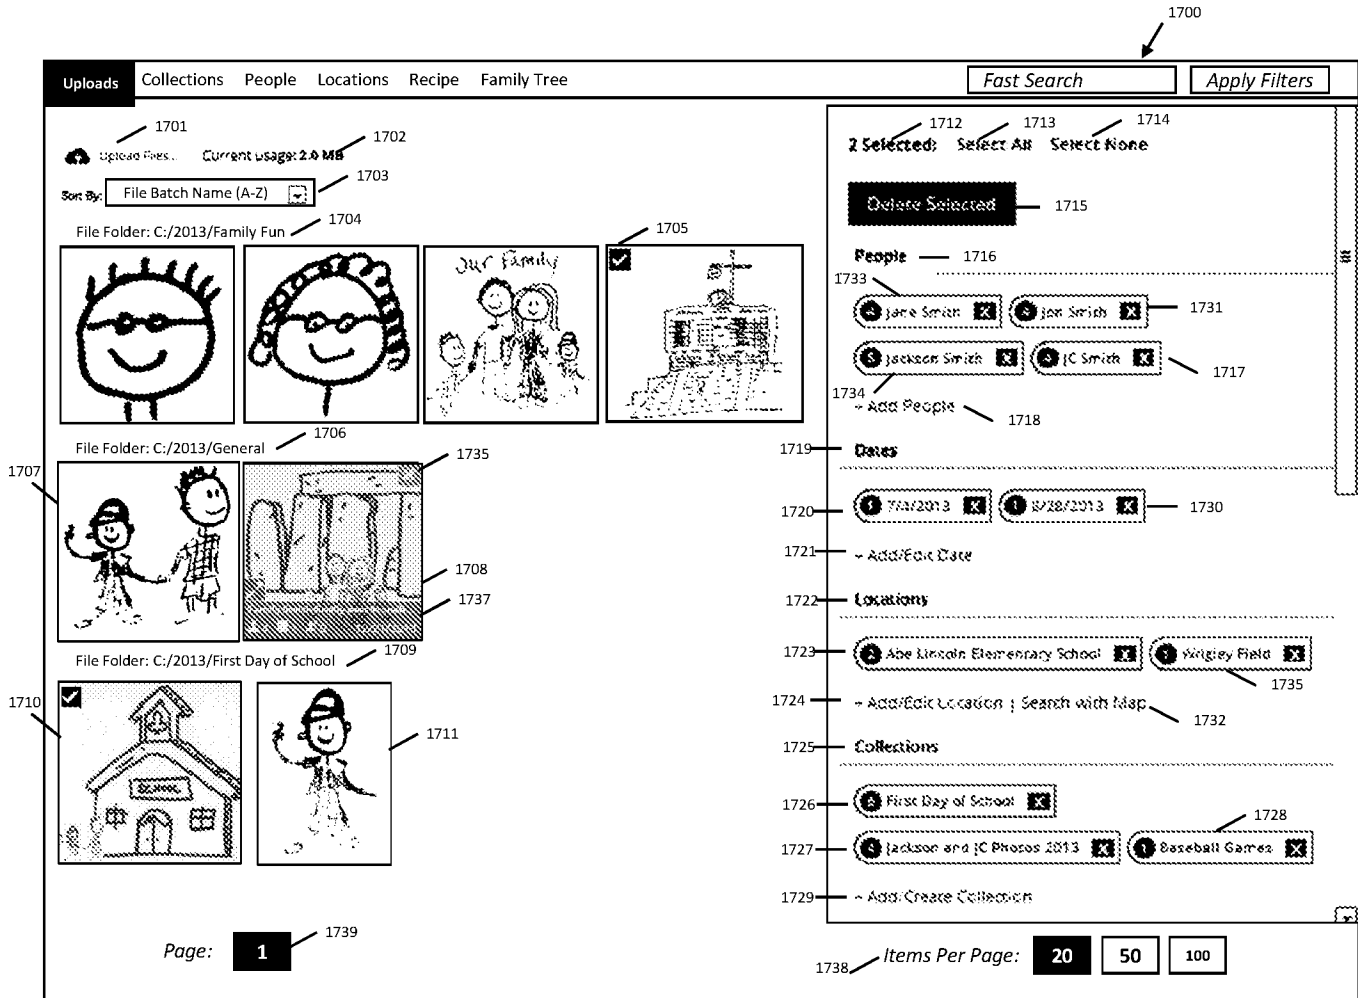 1700
Uploads Collections People Locations Recipe Family Tree Fast Search Apply Filters
1701 1702 1712 1713 1714
Upload Files... Current usage: 2.0 MB 2 Selected: Select All Select None
1703
Sort By: File Batch Name (A-Z)
Delete Selected 1715
1704
File Folder: C:/2013/Family Fun 1705
People 1716
Our Family
1733
Jane Smith X Jon Smith X 1731
Jackson Smith X JC Smith X 1717
1734
+ Add People 1718
1706
File Folder: C:/2013/General 1735 1719 Dates
1707
1720 7/4/2013 X 1 8/28/2013 X 1730
1721 + Add/Edit Date
1708
1737 1722 Locations
1709
File Folder: C:/2013/First Day of School 1723 2 Abe Lincoln Elementary School X Wrigley Field X
1735
1710 1724 + Add/Edit Location | Search with Map 1732
1711
1725 Collections
SCHOOL
1726 First Day of School X
1728
1727 Jackson and JC Photos 2013 X Baseball Games X
1729 + Add/Create Collection
Page: 1 1739
1738 Items Per Page: 20 50 100